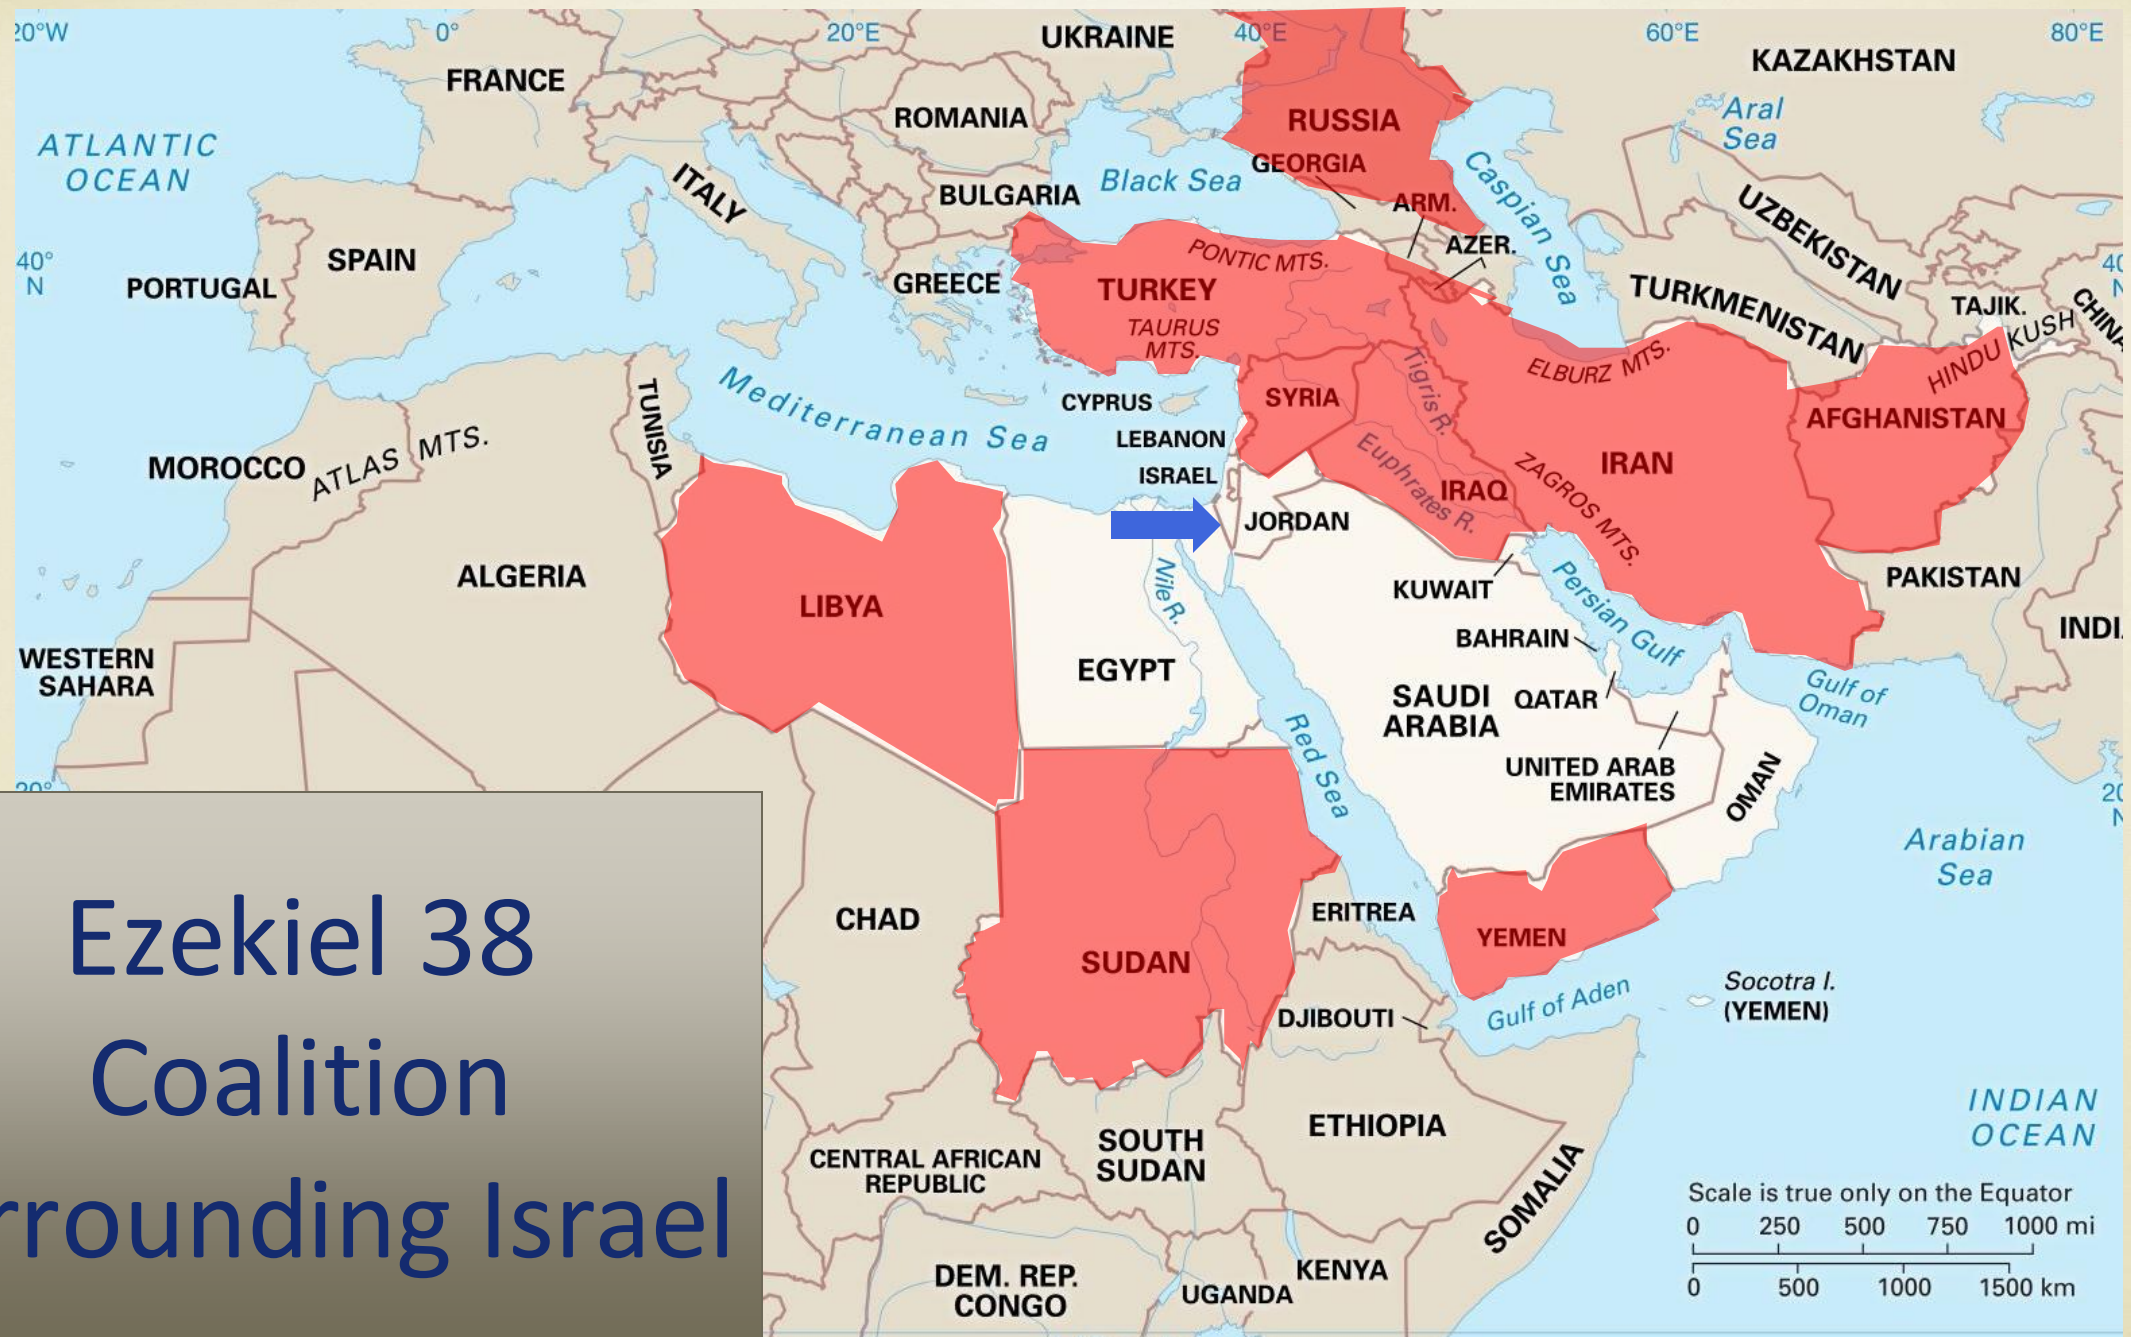 20°W
0°
20°E
40°E
60°E
80°E
UKRAINE
KAZAKHSTAN
FRANCE
ROMANIA
RUSSIA
Aral
Sea
ATLANTIC
OCEAN
GEORGIA
ITALY
BULGARIA
Black Sea
ARM.
Caspian Sea
UZBEKISTAN
AZER.
40°
N
SPAIN
PORTUGAL
GREECE
PONTIC MTS.
TURKEY
TAURUS
MTS.
TURKMENISTAN
TAJIK.
CHINA
HINDU KUSH
ELBURZ MTS.
TUNISIA
Mediterranean Sea
CYPRUS
SYRIA
Tigris R.
AFGHANISTAN
LEBANON
MOROCCO
ATLAS MTS.
ISRAEL
Euphrates R.
IRAQ
ZAGROS MTS.
IRAN
JORDAN
ALGERIA
LIBYA
Nile R.
KUWAIT
Persian Gulf
PAKISTAN
INDI
BAHRAIN
WESTERN
SAHARA
EGYPT
SAUDI
ARABIA
QATAR
Gulf of
Oman
Red Sea
UNITED ARAB
EMIRATES
OMAN
20°
20
N
Arabian
Sea
CHAD
ERITREA
YEMEN
SUDAN
Socotra I.
(YEMEN)
DJIBOUTI
Gulf of Aden
Ezekiel 38
Coalition
rrounding Israel
ETHIOPIA
INDIAN
OCEAN
CENTRAL AFRICAN
REPUBLIC
SOUTH
SUDAN
SOMALIA
DEM. REP.
CONGO
UGANDA
KENYA
Scale is true only on the Equator
0 250 500 750 1000 mi
0 500 1000 1500 km